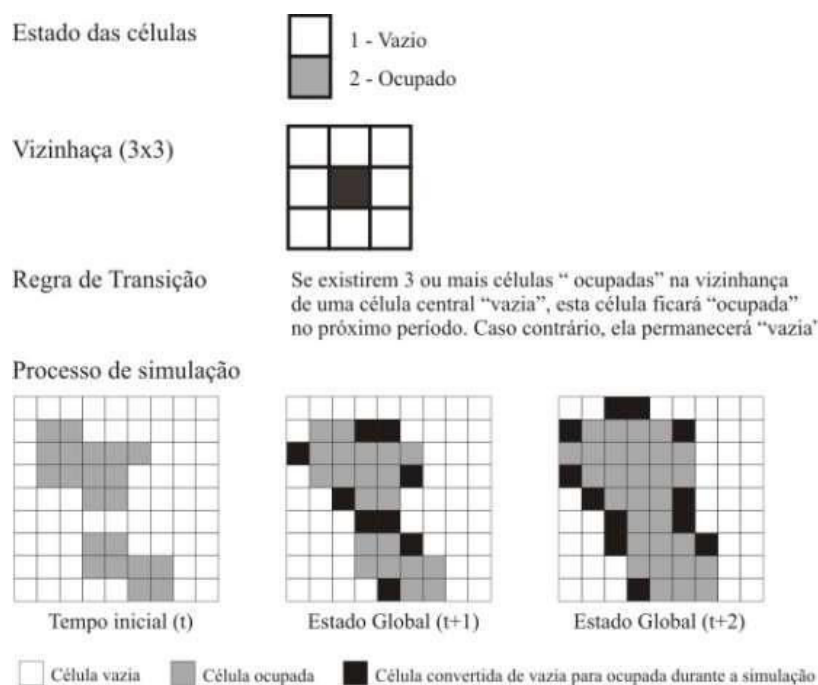 Estado das células
1 - Vazio
2 - Ocupado
Vizinhaça (3x3)
Regra de Transição
Se existirem 3 ou mais células “ ocupadas” na vizinhança
de uma célula central “vazia”, esta célula ficará “ocupada”
no próximo período. Caso contrário, ela permanecerá “vazia'
Processo de simulação
Tempo inicial (t)
Estado Global (t+1)
Estado Global (t+2)
Célula vazia
Célula ocupada
Célula convertida de vazia para ocupada durante a simulação